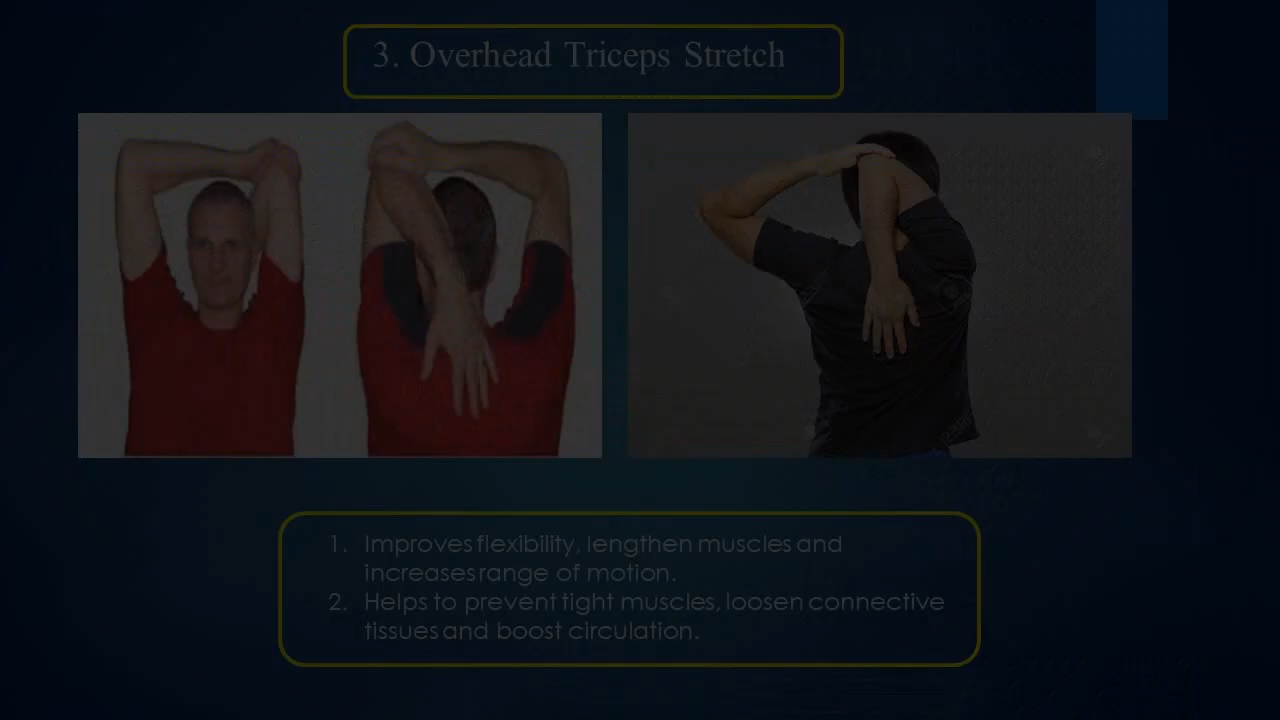 3. Overhead Triceps Stretch
1. Improves flexibility, lengthen muscles and
increases range of motion.
2. Helps to prevent tight muscles, loosen connective
tissues and boost circulation.